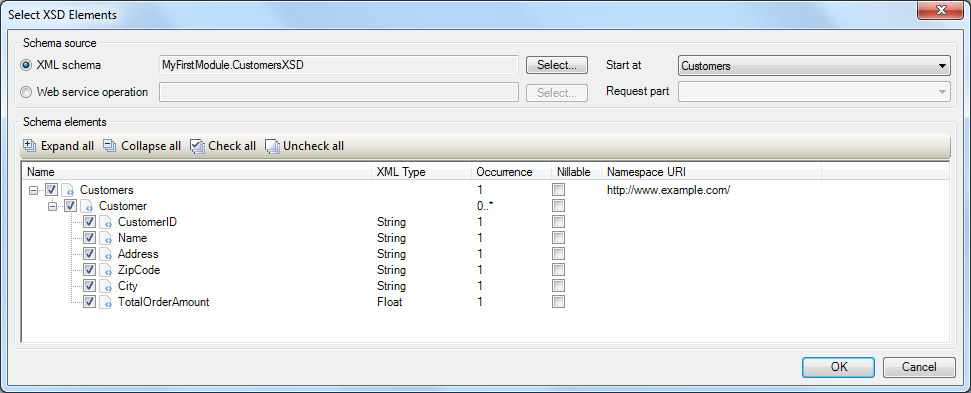 Select XSD Elements
Schema source
XML schema MyFirstModule.CustomersXSD Select... Start at Customers
Web service operation Select... Request part
Schema elements
Expand all Collapse all Check all Uncheck all
Name XML Type Occurrence Nillable Namespace URI
Customers 1 http://www.example.com/
Customer 0..*
CustomerID String 1
Name String 1
Address String 1
ZipCode String 1
City String 1
TotalOrderAmount Float 1
OK Cancel